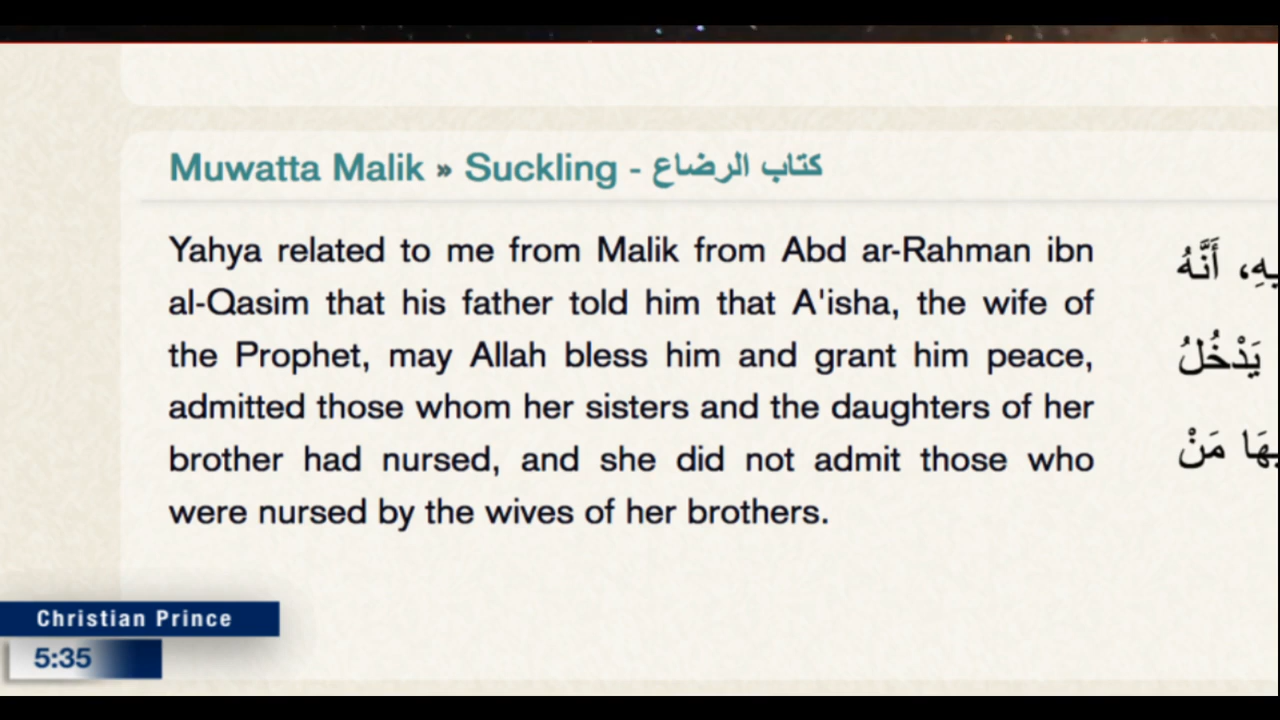 Muwatta Malik » Suckling - كتاب الرضاع
Yahya related to me from Malik from Abd ar-Rahman ibn
al-Qasim that his father told him that A'isha, the wife of
the Prophet, may Allah bless him and grant him peace,
admitted those whom her sisters and the daughters of her
brother had nursed, and she did not admit those who
were nursed by the wives of her brothers.
أَنَّهُ
يَدْخُلُ
مَنْ
Christian Prince
5:35